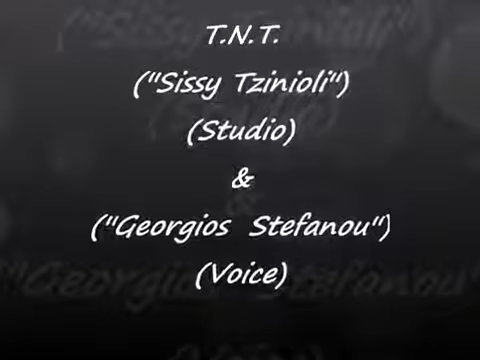 T.N.T.
("Sissy Tzinioli")
(Studio)
&
("Georgios Stefanou")
(Voice)